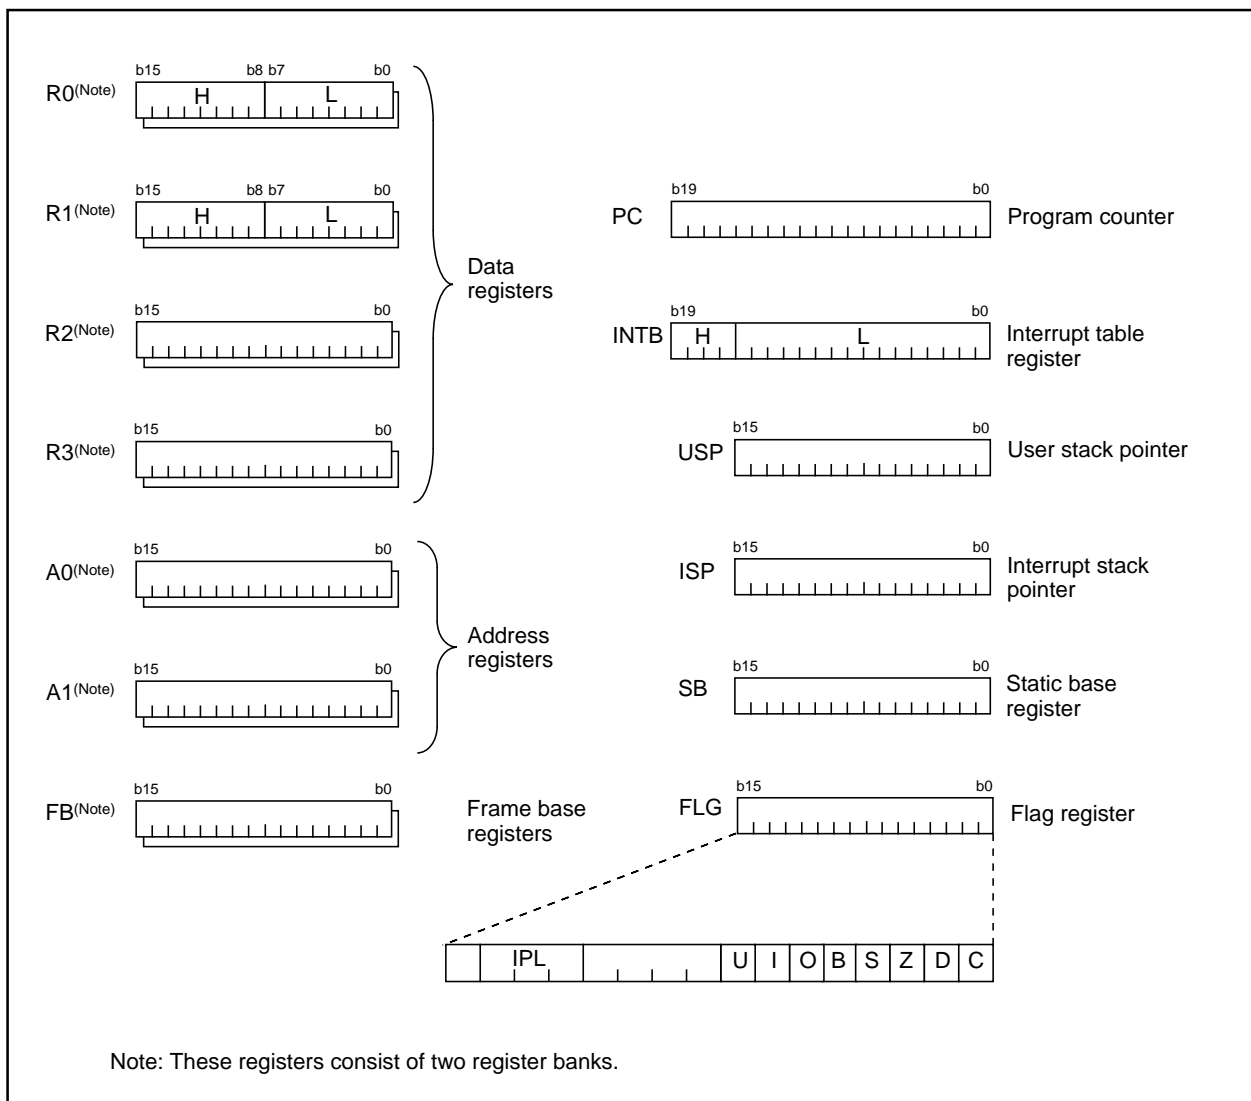 b15 b8 b7 b0
R0(Note) H L
b15 b8 b7 b0
R1(Note) H L
b15 b0
R2(Note)
b15 b0
R3(Note)
Data
registers
b15 b0
A0(Note)
b15 b0
A1(Note)
Address
registers
b15 b0
FB(Note)
Frame base
registers
b19 b0
PC Program counter
b19 b0
INTB H L Interrupt table
register
b15 b0
USP User stack pointer
b15 b0
ISP Interrupt stack
pointer
b15 b0
SB Static base
register
b15 b0
FLG Flag register
IPL U I O B S Z D C
Note: These registers consist of two register banks.